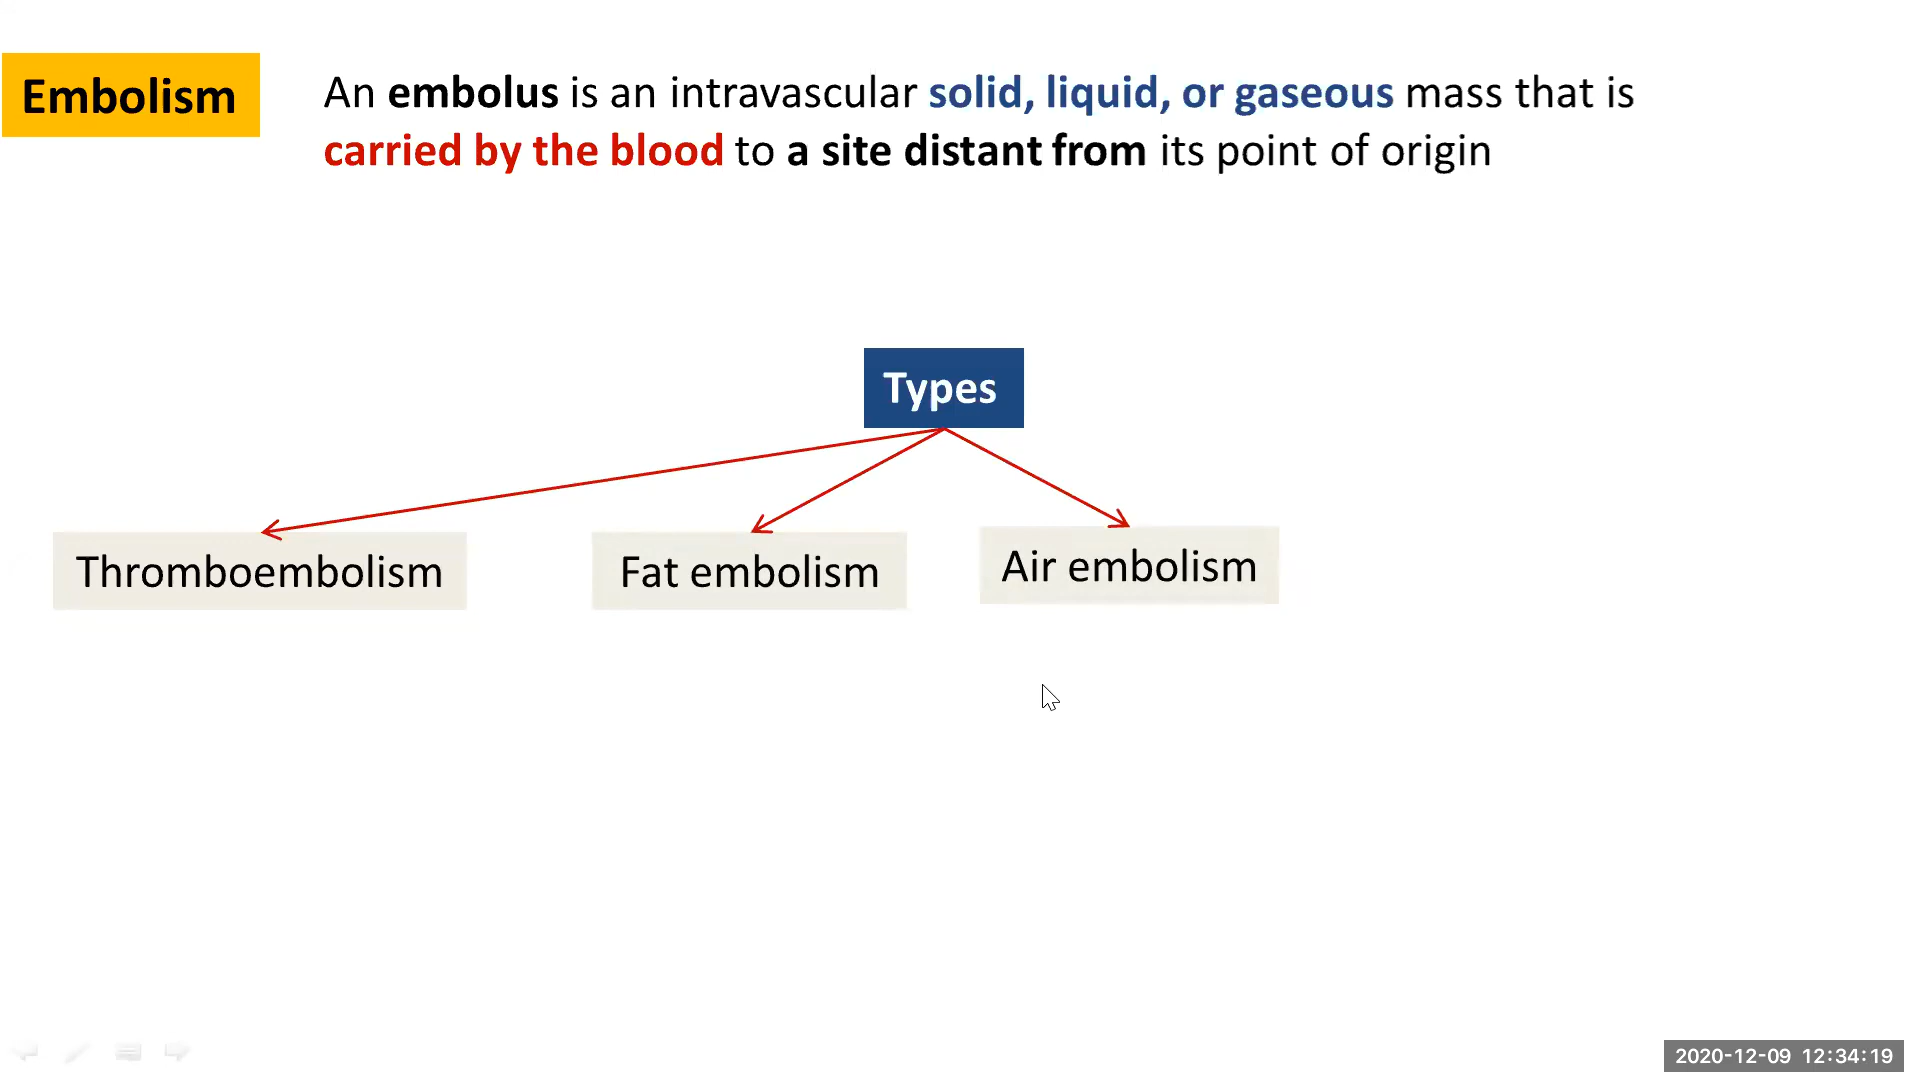 Embolism
An embolus is an intravascular solid, liquid, or gaseous mass that is
carried by the blood to a site distant from its point of origin
Types
Thromboembolism
Fat embolism
Air embolism
2020-12-09 12:34:19